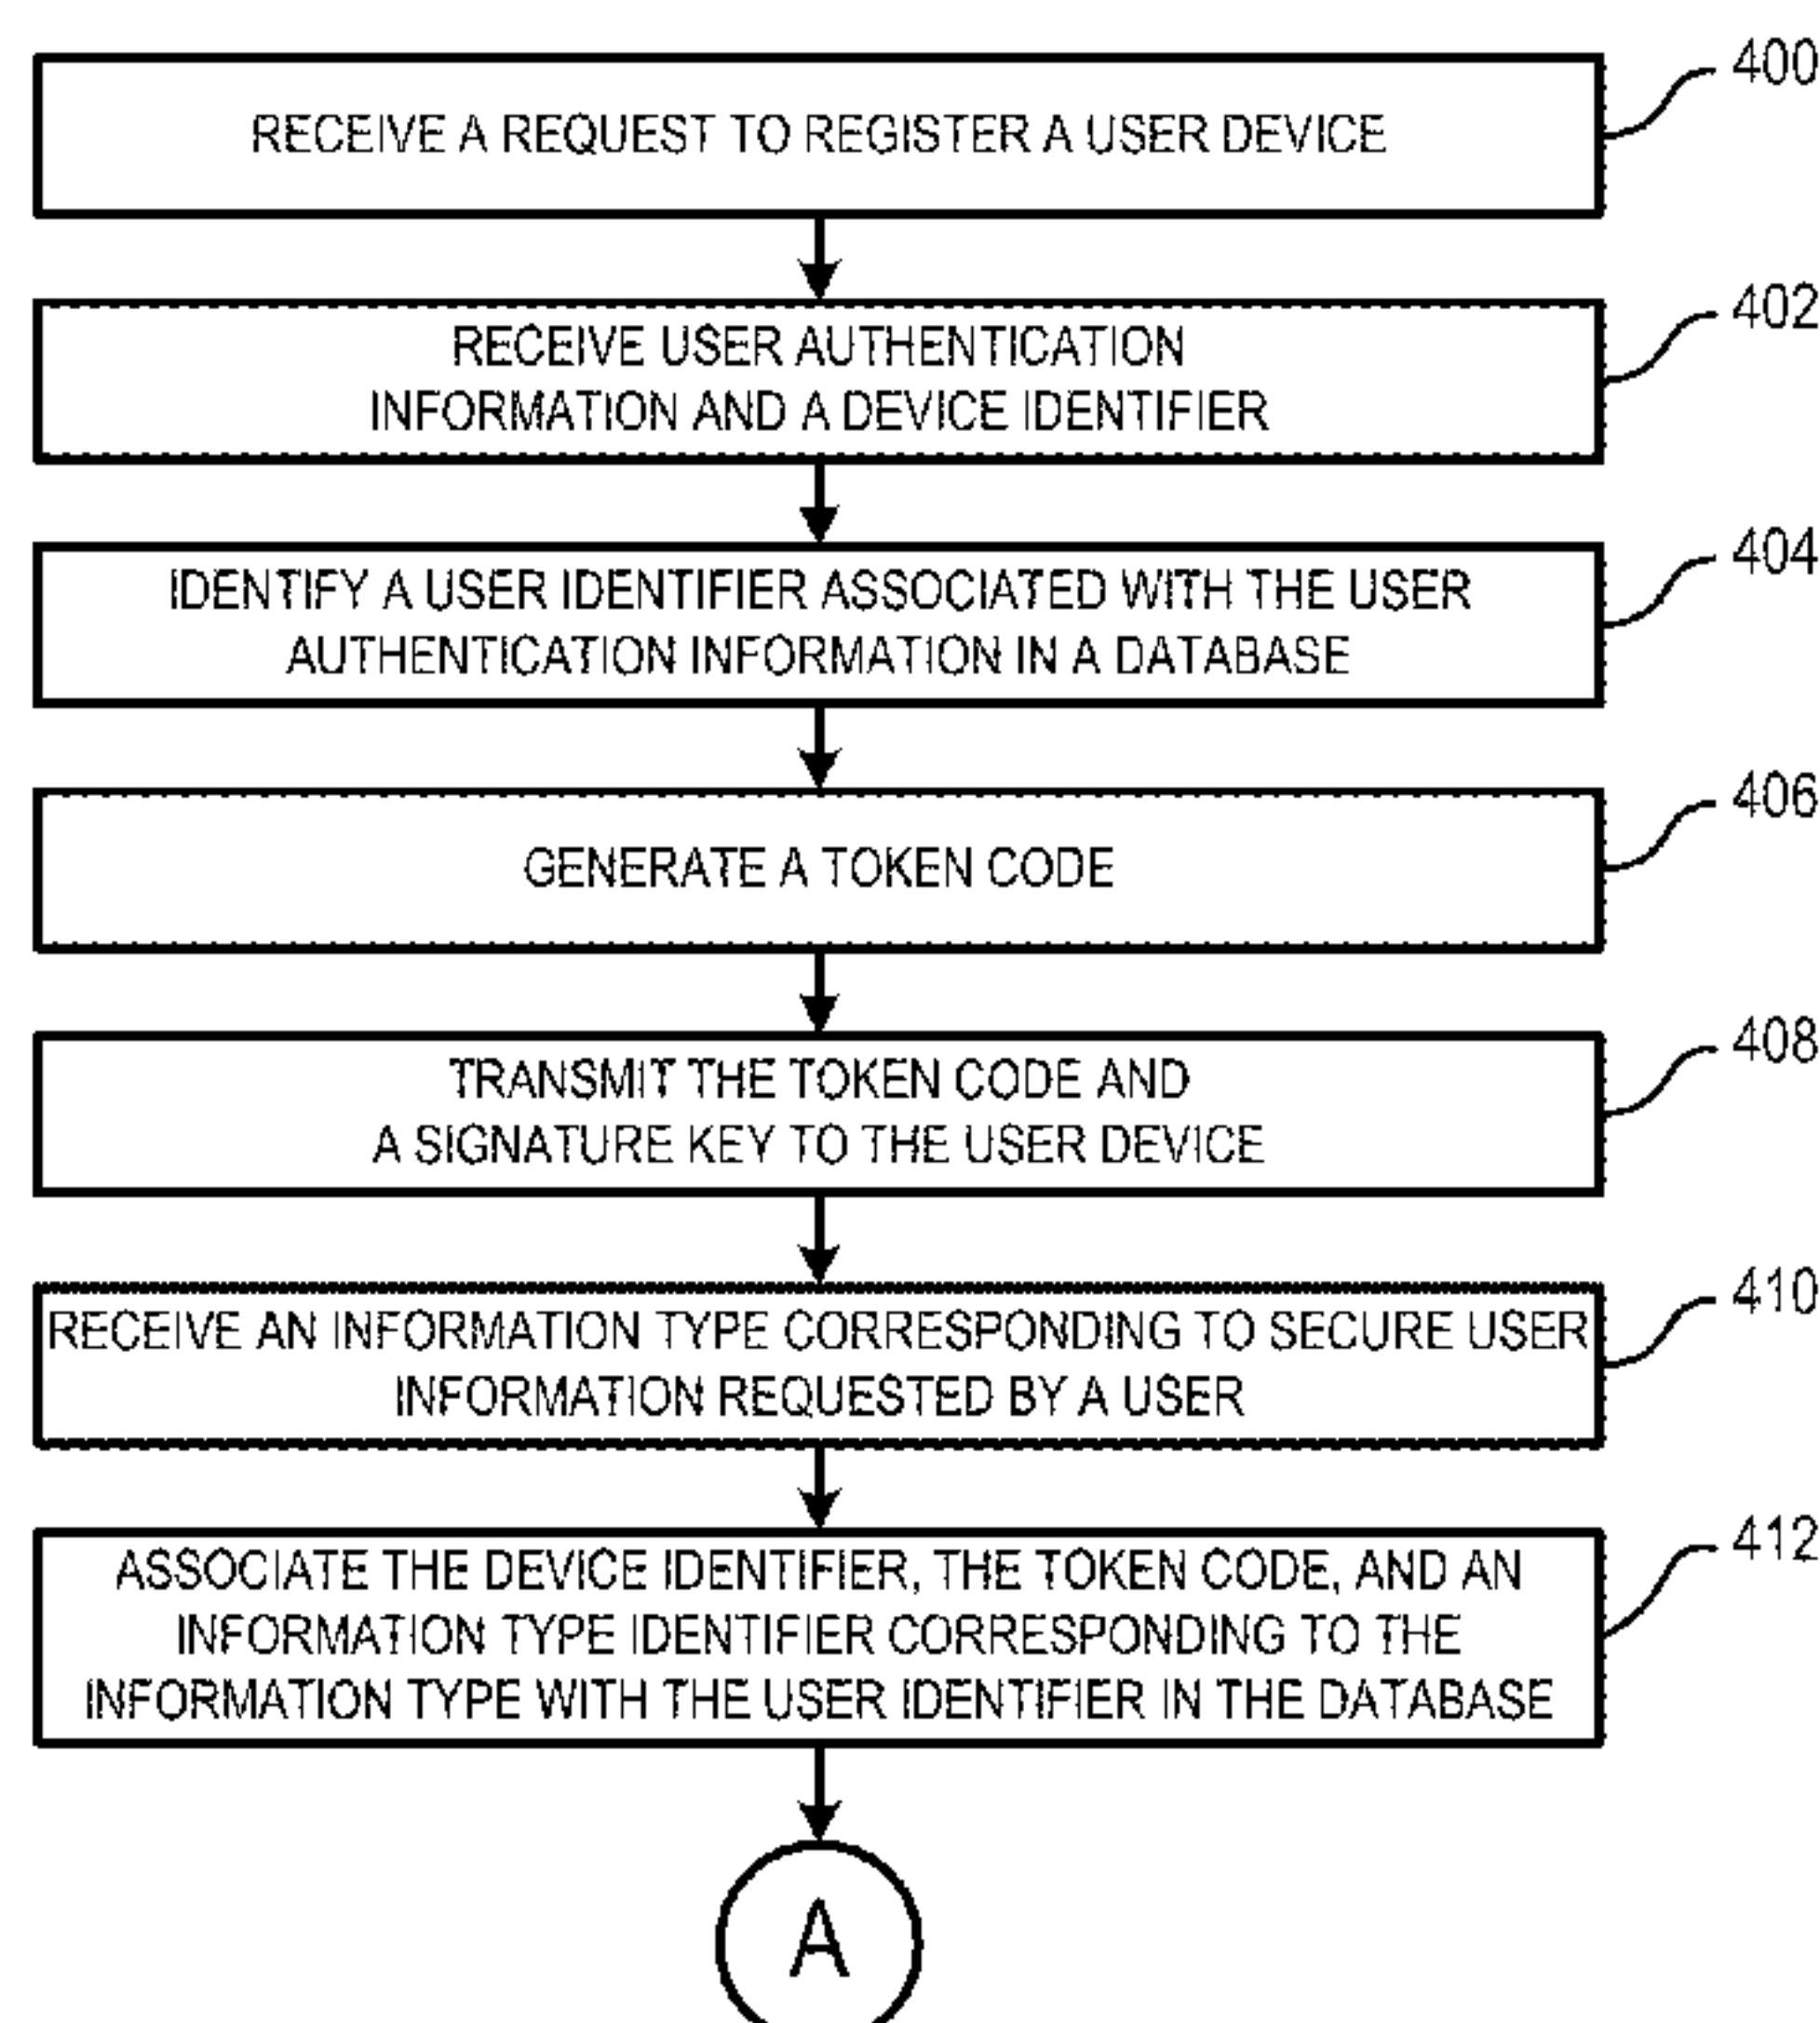 400
RECEIVE A REQUEST TO REGISTER A USER DEVICE
402
RECEIVE USER AUTHENTICATION
INFORMATION AND A DEVICE IDENTIFIER
404
IDENTIFY A USER IDENTIFIER ASSOCIATED WITH THE USER
AUTHENTICATION INFORMATION IN A DATABASE
406
GENERATE A TOKEN CODE
408
TRANSMIT THE TOKEN CODE AND
A SIGNATURE KEY TO THE USER DEVICE
410
RECEIVE AN INFORMATION TYPE CORRESPONDING TO SECURE USER
INFORMATION REQUESTED BY A USER
412
ASSOCIATE THE DEVICE IDENTIFIER, THE TOKEN CODE, AND AN
INFORMATION TYPE IDENTIFIER CORRESPONDING TO THE
INFORMATION TYPE WITH THE USER IDENTIFIER IN THE DATABASE
A